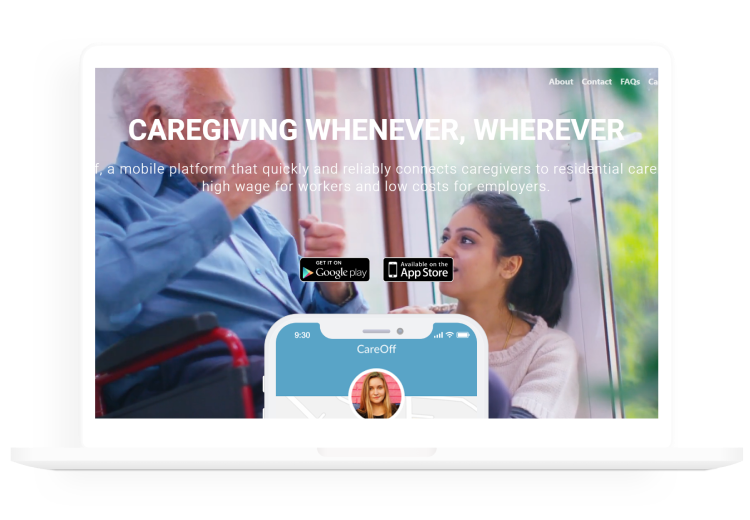 About Contact FAQs Ca
CAREGIVING WHENEVER, WHEREVER
f, a mobile platform that quickly and reliably connects caregivers to residential care
high wage for workers and low costs for employers.
GET IT ON
Google play
Available on the
App Store
9:30
CareOff